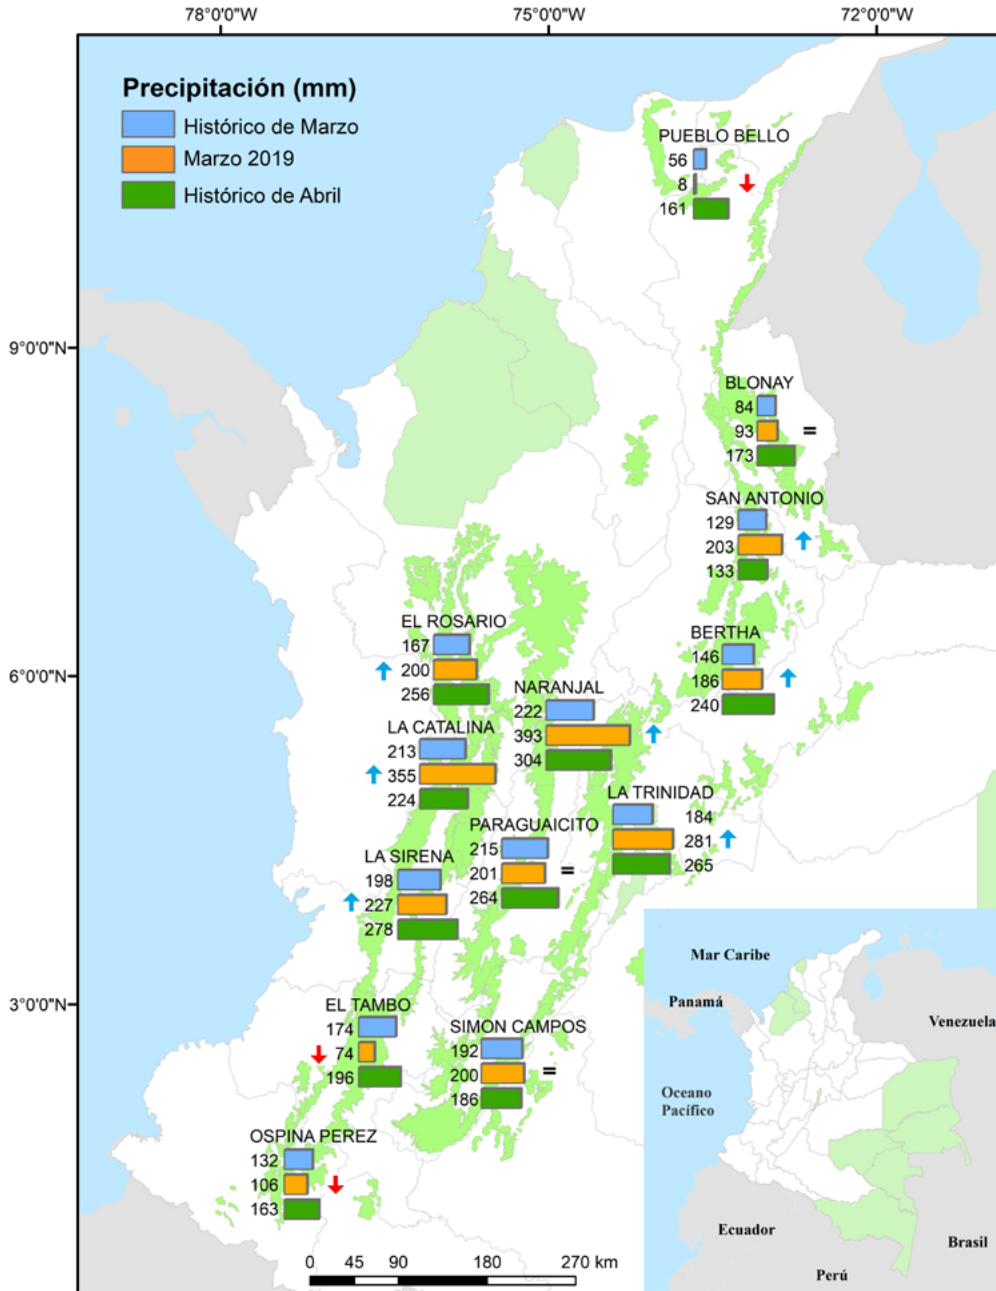 78°0'0"W
75°0'0"W
72°0'0"W
Precipitación (mm)
Histórico de Marzo
Marzo 2019
Histórico de Abril
PUEBLO BELLO
56
8
161
9°0'0"N
BLONAY
84
93
=
173
SAN ANTONIO
129
203
133
EL ROSARIO
167
200
256
BERTHA
146
186
240
6°0'0"N
NARANJAL
222
393
304
LA CATALINA
213
355
224
LA TRINIDAD
184
281
265
PARAGUAICITO
215
201
=
264
LA SIRENA
198
227
278
3°0'0"N
EL TAMBO
174
74
196
SIMON CAMPOS
192
200
=
186
OSPINA PEREZ
132
106
163
0 45 90 180 270 km
Mar Caribe
Panamá
Venezuela
Oceano
Pacífico
Ecuador
Brasil
Perú